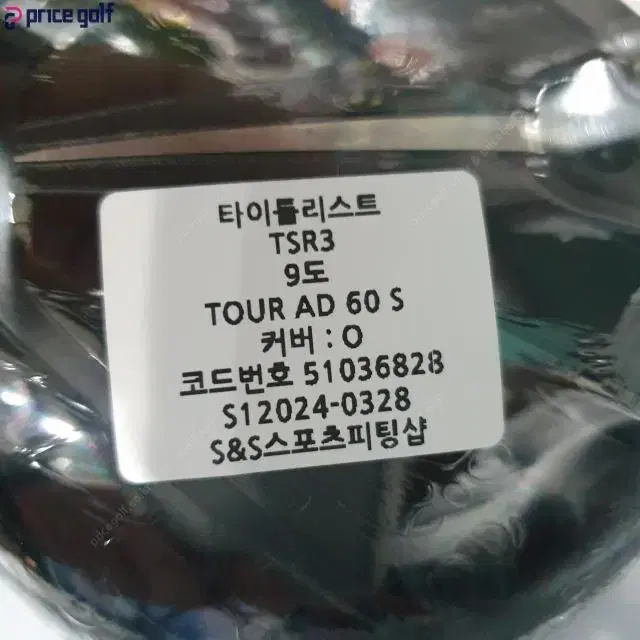 price golf
타이틀리스트
TSR3
9도
TOUR AD 60 S
커버 : O
코드번호 51036828
S12024-0328
S&S스포츠피팅샵